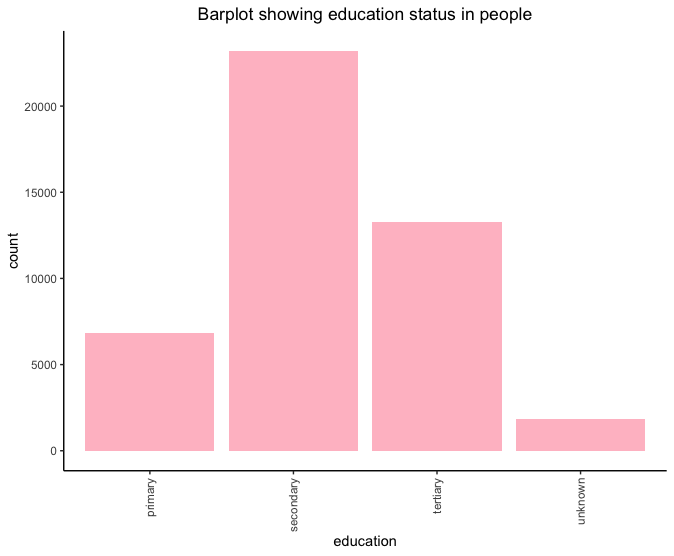 Barplot showing education status in people
count
20000
15000
10000
5000
0
primary
secondary
tertiary
unknown
education